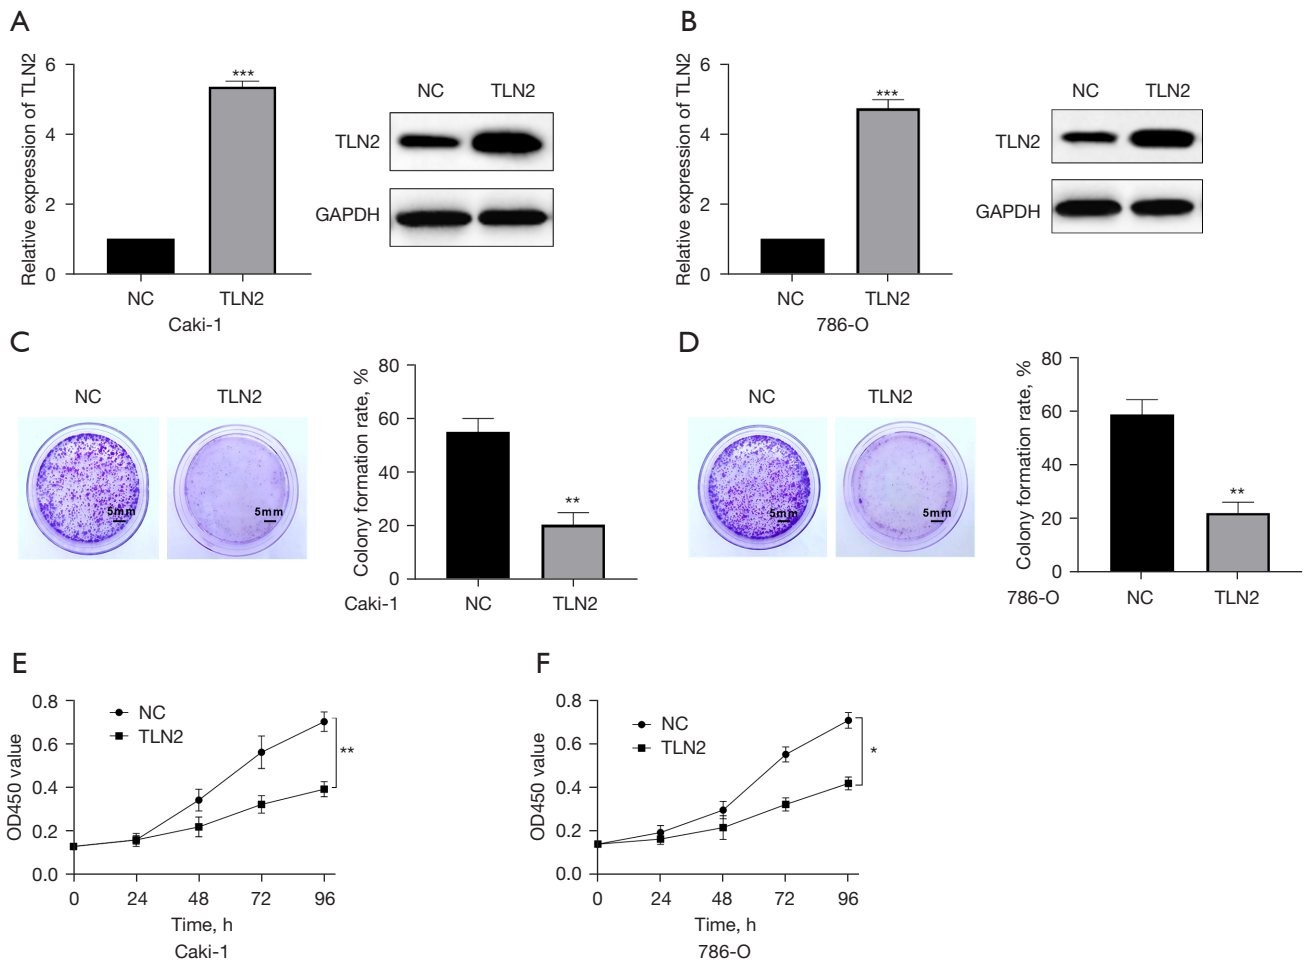 A
Relative expression of TLN2
6
4
2
0
***
NC
TLN2
Caki-1
NC
TLN2
TLN2
GAPDH
B
Relative expression of TLN2
6
4
2
0
***
NC
TLN2
786-O
NC
TLN2
TLN2
GAPDH
C
NC
TLN2
5mm
5mm
Colony formation rate, %
80
60
40
20
0
**
Caki-1
NC
TLN2
D
NC
TLN2
5mm
5mm
Colony formation rate, %
80
60
40
20
0
**
786-O
NC
TLN2
E
OD450 value
0.8
0.6
0.4
0.2
0.0
NC
TLN2
**
0
24
48
72
96
Time, h
Caki-1
F
OD450 value
0.8
0.6
0.4
0.2
0.0
NC
TLN2
*
0
24
48
72
96
Time, h
786-O